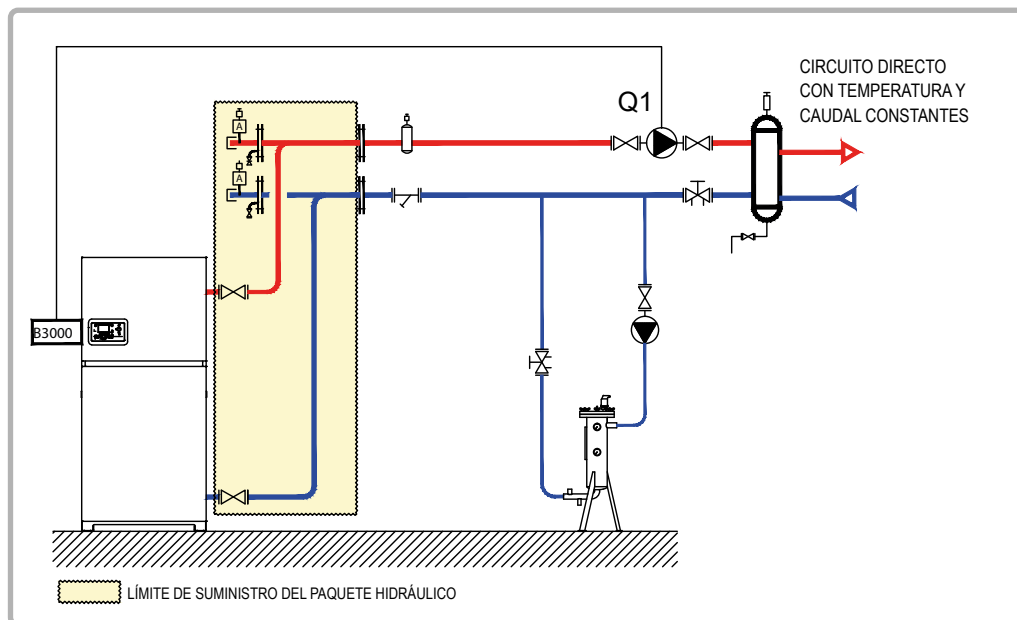 CIRCUITO DIRECTO
CON TEMPERATURA Y
CAUDAL CONSTANTES
Q1
A
A
B3000
LÍMITE DE SUMINISTRO DEL PAQUETE HIDRÁULICO